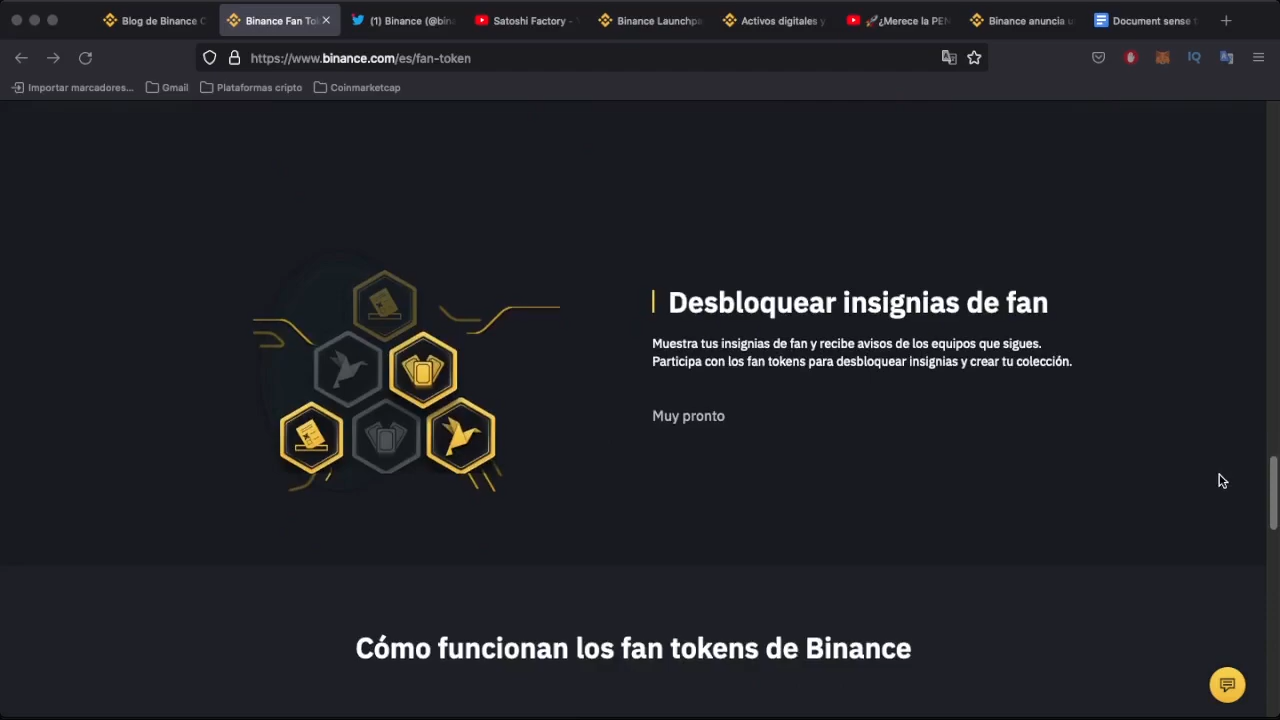 Blog de Binance
Binance Fan To
(1) Binance (@bin
Satoshi Factory -
Binance Launchpa
Activos digitales y
🚀¿Merece la PEN
Binance anuncia u
Document sense t
https://www.binance.com/es/fan-token
Importar marcadores...
Gmail
Plataformas cripto
Coinmarketcap
Desbloquear insignias de fan
Muestra tus insignias de fan y recibe avisos de los equipos que sigues.
Participa con los fan tokens para desbloquear insignias y crear tu colección.
Muy pronto
Cómo funcionan los fan tokens de Binance